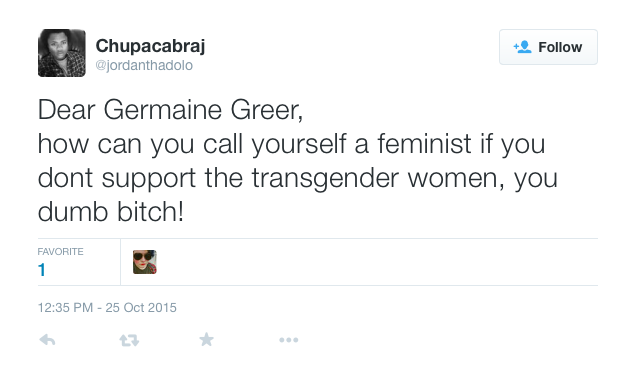 Chupacabraj
@jordanthadolo
Follow
Dear Germaine Greer,
how can you call yourself a feminist if you
dont support the transgender women, you
dumb bitch!
FAVORITE
1
12:35 PM - 25 Oct 2015